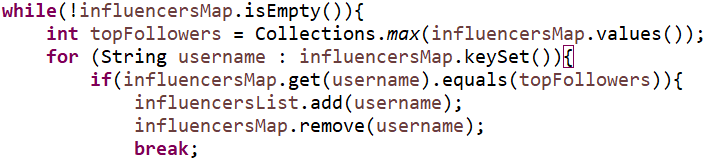 while(!influencersMap.isEmpty()){
    int topFollowers = Collections.max(influencersMap.values());
    for (String username : influencersMap.keySet()){
        if(influencersMap.get(username).equals(topFollowers)){
            influencersList.add(username);
            influencersMap.remove(username);
            break;